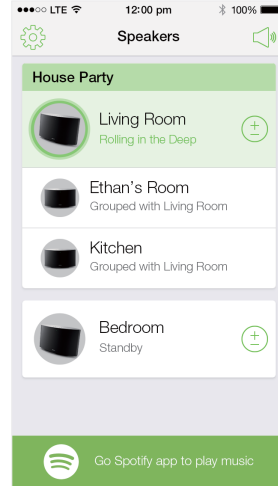 LTE 12:00 pm 100%
Speakers
House Party
Living Room
Rolling in the Deep
Ethan’s Room
Grouped with Living Room
Kitchen
Grouped with Living Room
Bedroom
Standby
Go Spotify app to play music